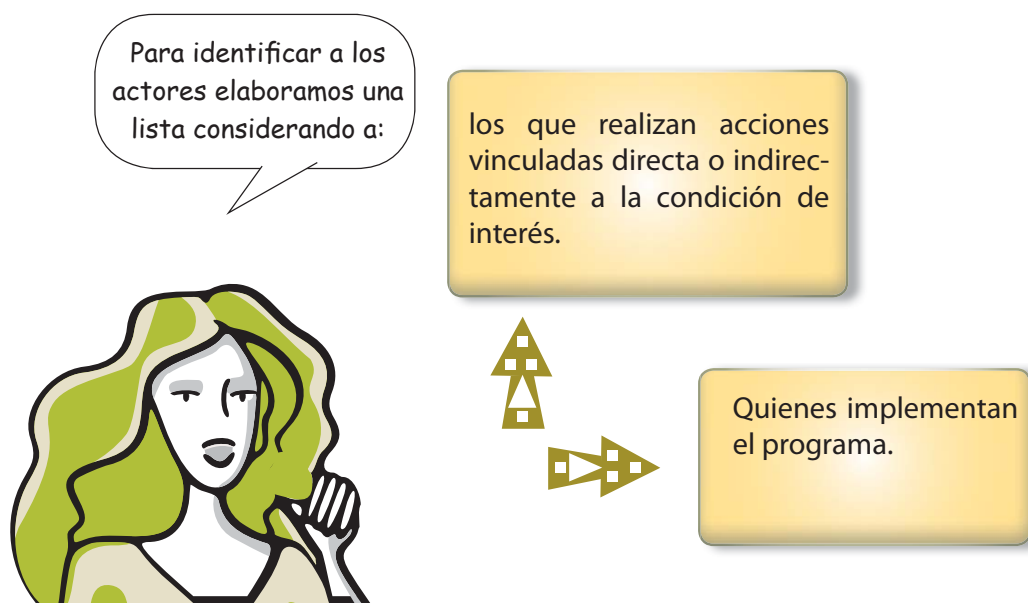 Para identificar a los
actores elaboramos una
lista considerando a:
los que realizan acciones
vinculadas directa o indirec-
tamente a la condición de
interés.
Quienes implementan
el programa.